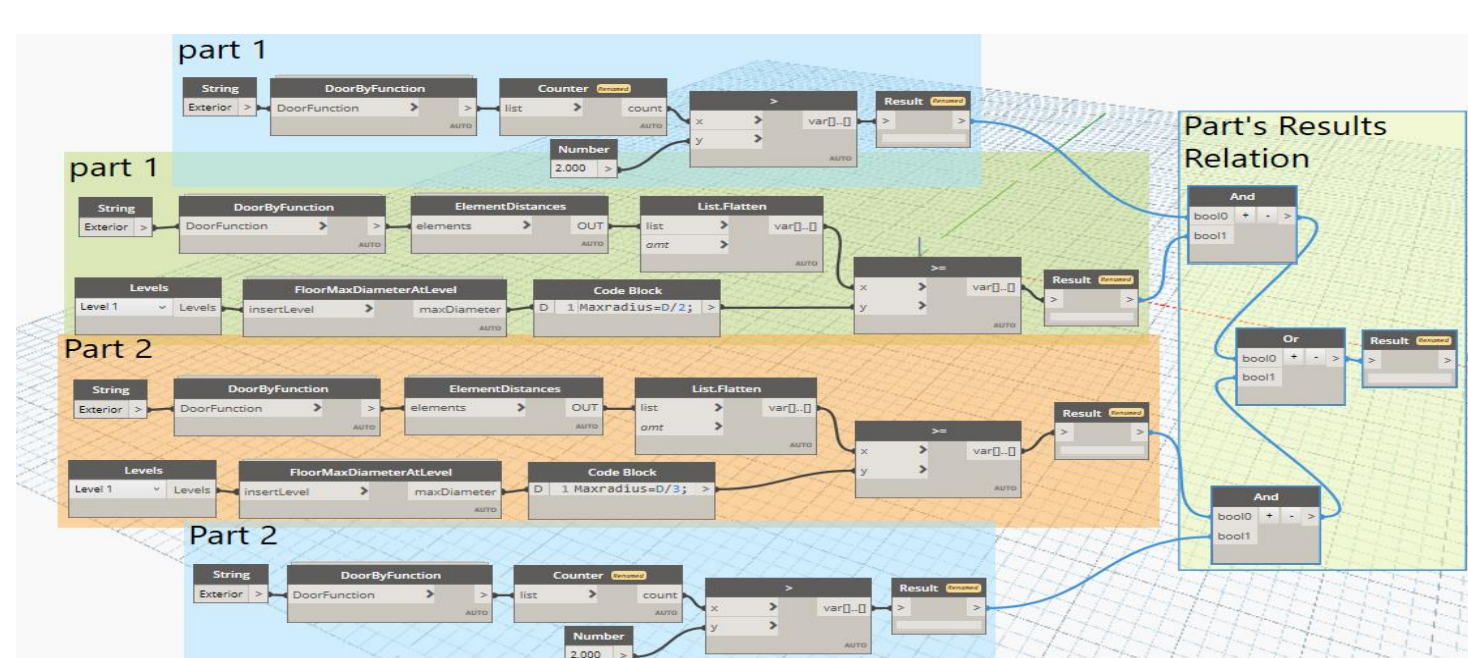 part 1
String
Exterior >
DoorByFunction
DoorFunction > >
AUTO
Counter Renamed
list > count
AUTO
Number
2.000 >
>
x > var[]..[]
y >
AUTO
Result Renamed
> >
part 1
String
Exterior >
DoorByFunction
DoorFunction > >
AUTO
ElementDistances
elements > OUT
AUTO
List.Flatten
list > var[]..[]
amt >
AUTO
Levels
Level 1 Levels
FloorMaxDiameterAtLevel
insertLevel > maxDiameter
AUTO
Code Block
D 1 Maxradius=D/2; >
>=
x > var[]..[]
y >
AUTO
Result Renamed
> >
Part 2
String
Exterior >
DoorByFunction
DoorFunction > >
AUTO
ElementDistances
elements > OUT
AUTO
List.Flatten
list > var[]..[]
amt >
AUTO
Levels
Level 1 Levels
FloorMaxDiameterAtLevel
insertLevel > maxDiameter
AUTO
Code Block
D 1 Maxradius=D/3; >
>=
x > var[]..[]
y >
AUTO
Result Renamed
> >
Part 2
String
Exterior >
DoorByFunction
DoorFunction > >
AUTO
Counter Renamed
list > count
AUTO
Number
2.000 >
>
x > var[]..[]
y >
AUTO
Result Renamed
> >
Part's Results
Relation
And
bool0 + - >
bool1
Or
bool0 + - >
bool1
Result Renamed
> >
And
bool0 + - >
bool1